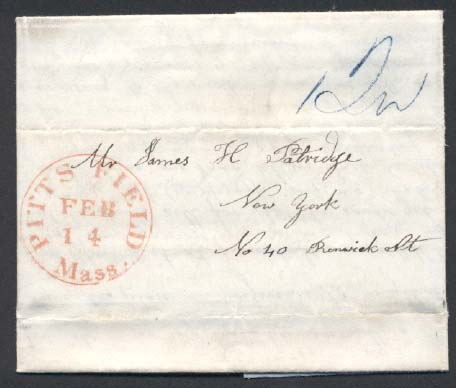 12½
Mr James H Patridge
New York
No 40 Renwick St
PITTS FIELD
FEB
14
Mass.